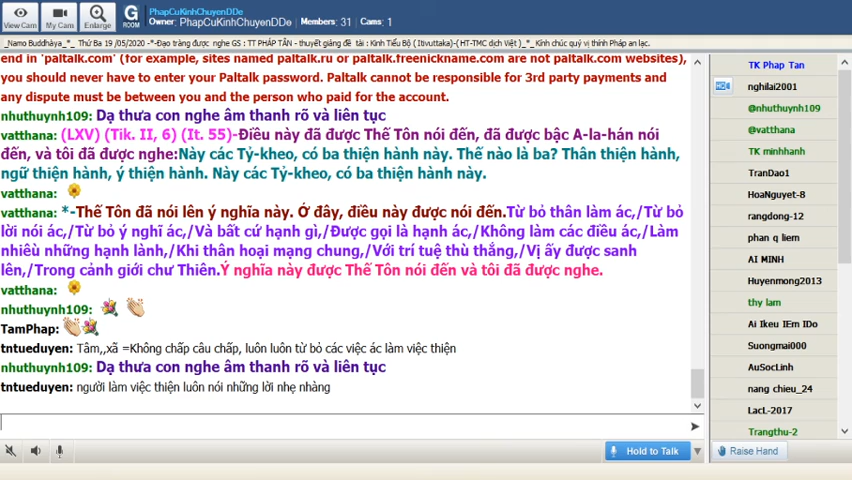 PhapCuKinhChuyenDDe
Owner: PhapCuKinhChuyenDDe | Members: 31 | Cams: 1
View Cam
My Cam
Enlarge
G
ROOM
_Namo Buddhàya_*_ Thứ Ba 19 /05/2020 -*-Đạo tràng được nghe GS : TT PHÁP TÂN - thuyết giảng đề tài : Kinh Tiểu Bộ ( Itivuttaka)-( HT-TMC dịch Việt )_* Kính chúc quý vị thính Pháp an lạc.
end in 'paltalk.com' (for example, sites named paltalk.ru or paltalk.freenickname.com are not paltalk.com websites),
you should never have to enter your Paltalk password. Paltalk cannot be responsible for 3rd party payments and
any dispute must be between you and the person who paid for the account.
nhuthuynh109: Dạ thưa con nghe âm thanh rõ và liên tục
vatthana: (LXV) (Tik. II, 6) (It. 55)-Điều này đã được Thế Tôn nói đến, đã được bậc A-la-hán nói
đến, và tôi đã được nghe:Này các Tỷ-kheo, có ba thiện hành này. Thế nào là ba? Thân thiện hành,
ngữ thiện hành, ý thiện hành. Này các Tỷ-kheo, có ba thiện hành này.
vatthana:
vatthana: *-Thế Tôn đã nói lên ý nghĩa này. Ở đây, điều này được nói đến.Từ bỏ thân làm ác,/Từ bỏ
lời nói ác,/Từ bỏ ý nghĩ ác,/Và bất cứ hạnh gì,/Được gọi là hạnh ác,/Không làm các điều ác,/Làm
nhiêù những hạnh lành,/Khi thân hoại mạng chung,/Với trí tuệ thù thắng,/Vị ấy được sanh
lên,/Trong cảnh giới chư Thiên.Ý nghĩa này được Thế Tôn nói đến và tôi đã được nghe.
vatthana:
nhuthuynh109:
TamPhap:
tntueduyen: Tâm,,xã =Không chấp câu chấp, luôn luôn từ bỏ các việc ác làm việc thiện
nhuthuynh109: Dạ thưa con nghe âm thanh rõ và liên tục
tntueduyen: người làm việc thiện luôn nói những lời nhẹ nhàng
Hold to Talk
TK Phap Tan
nghilai2001
@nhuthuynh109
@vatthana
TK minhhanh
TranDao1
HoaNguyet-8
rangdong-12
phan q liem
AI MINH
Huyenmong2013
thy lam
Ai Ikeu IEm IDo
Suongmai000
AuSocLinh
nang chieu_24
LacL-2017
Trangthu-2
Raise Hand